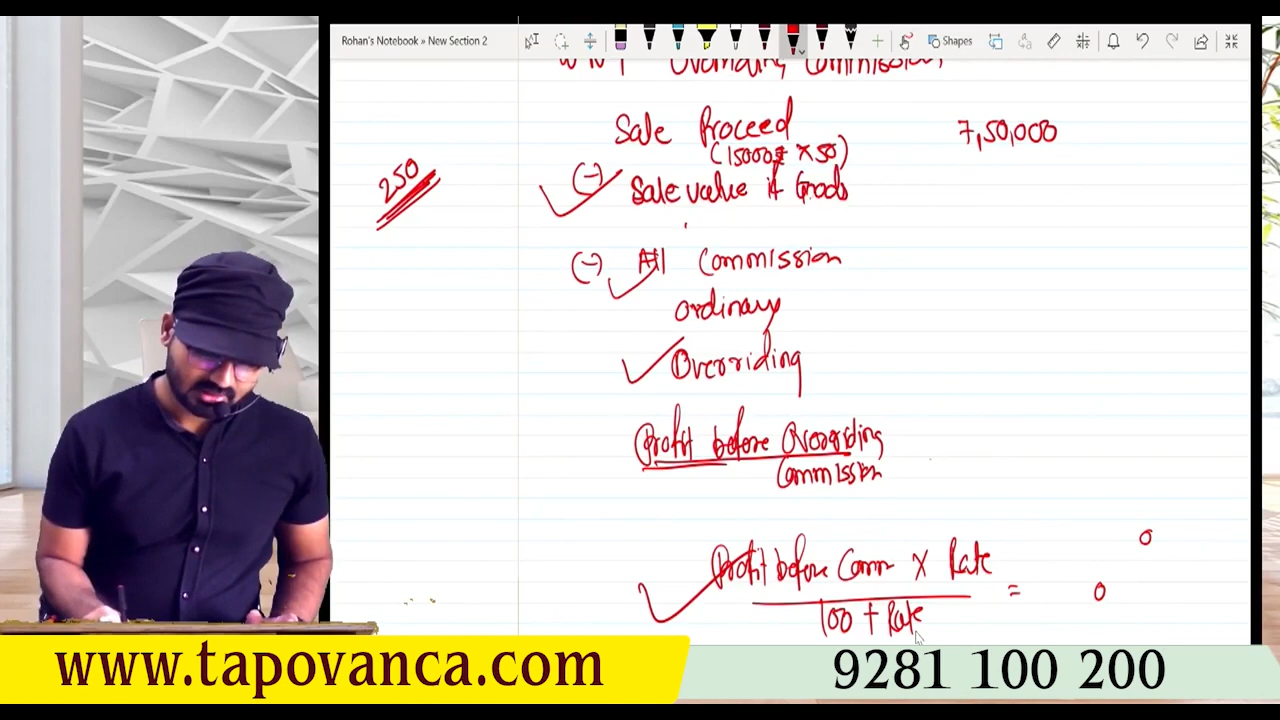 Rohan's Notebook » New Section 2
Shapes
Overriding Commission
Sale Proceed 7,50,000
(15000 × 50)
250
(-) Sale value of Goods
(-) All Commission
ordinary
Overriding
Profit before Overriding
Commission
0
Profit before Comm × Rate
= 0
100 + Rate
www.tapovanca.com
9281 100 200